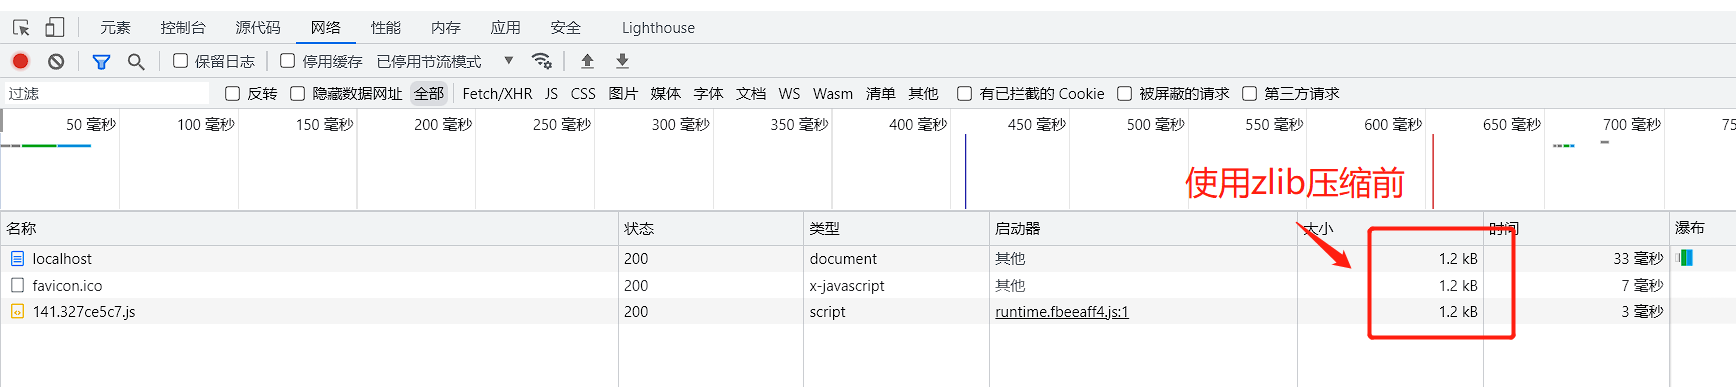 元素 控制台 源代码 网络 性能 内存 应用 安全 Lighthouse
保留日志 停用缓存 已停用节流模式
过滤 反转 隐藏数据网址 全部 Fetch/XHR JS CSS 图片 媒体 字体 文档 WS Wasm 清单 其他 有已拦截的 Cookie 被屏蔽的请求 第三方请求
50 毫秒 100 毫秒 150 毫秒 200 毫秒 250 毫秒 300 毫秒 350 毫秒 400 毫秒 450 毫秒 500 毫秒 550 毫秒 600 毫秒 650 毫秒 700 毫秒 75
使用zlib压缩前
名称 状态 类型 启动器 大小 时间 瀑布
localhost 200 document 其他 1.2 kB 33 毫秒
favicon.ico 200 x-javascript 其他 1.2 kB 7 毫秒
141.327ce5c7.js 200 script runtime.fbeeaff4.js:1 1.2 kB 3 毫秒